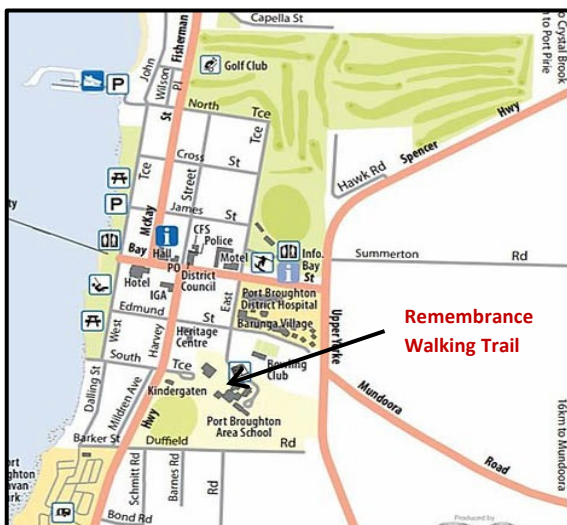 Capella St
Fisherman
St
John
Wilson
Pl
P
Golf Club
North Tce
Tce
Cross St
Street
James St
Tce
McKay
P
Bay
St
Hall
PO
CFS
Police
Motel
i
i
Info.
Bay
Hotel
IGA
District
Council
East
Port Broughton
District Hospital
Barunga Village
Edmund St
Heritage
Centre
West
South Tce
Harvey
Hwy
Dalling St
Mildren Ave
Kindergaten
Bowling
Club
Port Broughton
Area School
Barker St
Duffield Rd
Schmitt Rd
Barnes Rd
Rd
Bond Rd
Hawk Rd
Spencer Hwy
Summerton Rd
Upper Yorke
Mundoora
Road
Remembrance
Walking Trail
to Crystal Brook
to Port Pirie
16km to Mundoora
Produced by